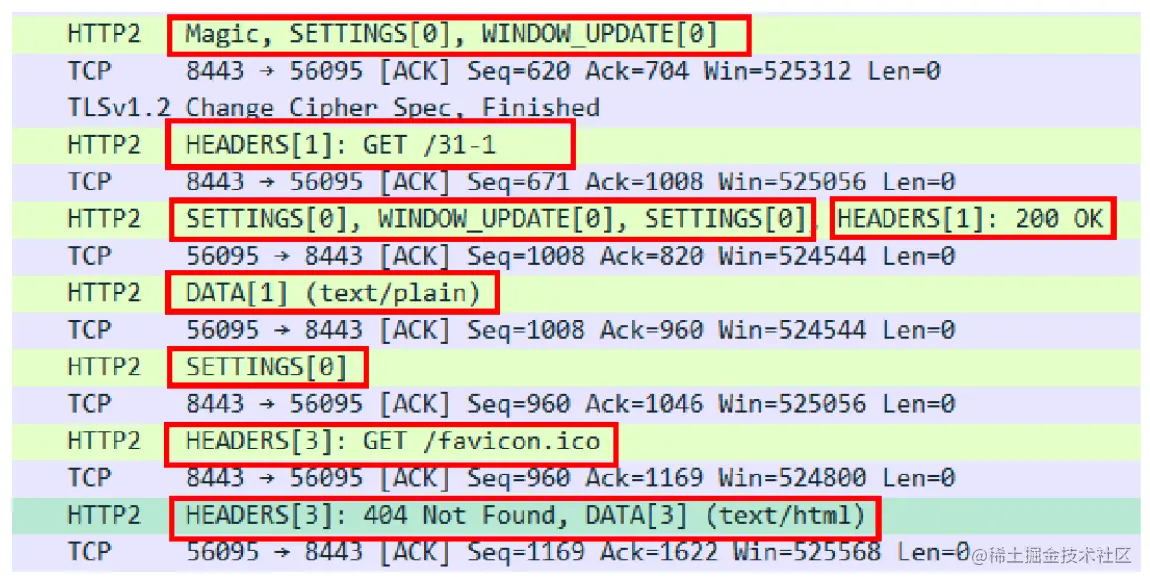 HTTP2 Magic, SETTINGS[0], WINDOW_UPDATE[0]
TCP 8443 → 56095 [ACK] Seq=620 Ack=704 Win=525312 Len=0
TLSv1.2 Change Cipher Spec, Finished
HTTP2 HEADERS[1]: GET /31-1
TCP 8443 → 56095 [ACK] Seq=671 Ack=1008 Win=525056 Len=0
HTTP2 SETTINGS[0], WINDOW_UPDATE[0], SETTINGS[0], HEADERS[1]: 200 OK
TCP 56095 → 8443 [ACK] Seq=1008 Ack=820 Win=524544 Len=0
HTTP2 DATA[1] (text/plain)
TCP 56095 → 8443 [ACK] Seq=1008 Ack=960 Win=524544 Len=0
HTTP2 SETTINGS[0]
TCP 8443 → 56095 [ACK] Seq=960 Ack=1046 Win=525056 Len=0
HTTP2 HEADERS[3]: GET /favicon.ico
TCP 8443 → 56095 [ACK] Seq=960 Ack=1169 Win=524800 Len=0
HTTP2 HEADERS[3]: 404 Not Found, DATA[3] (text/html)
TCP 56095 → 8443 [ACK] Seq=1169 Ack=1622 Win=525568 Len=0
@稀土掘金技术社区